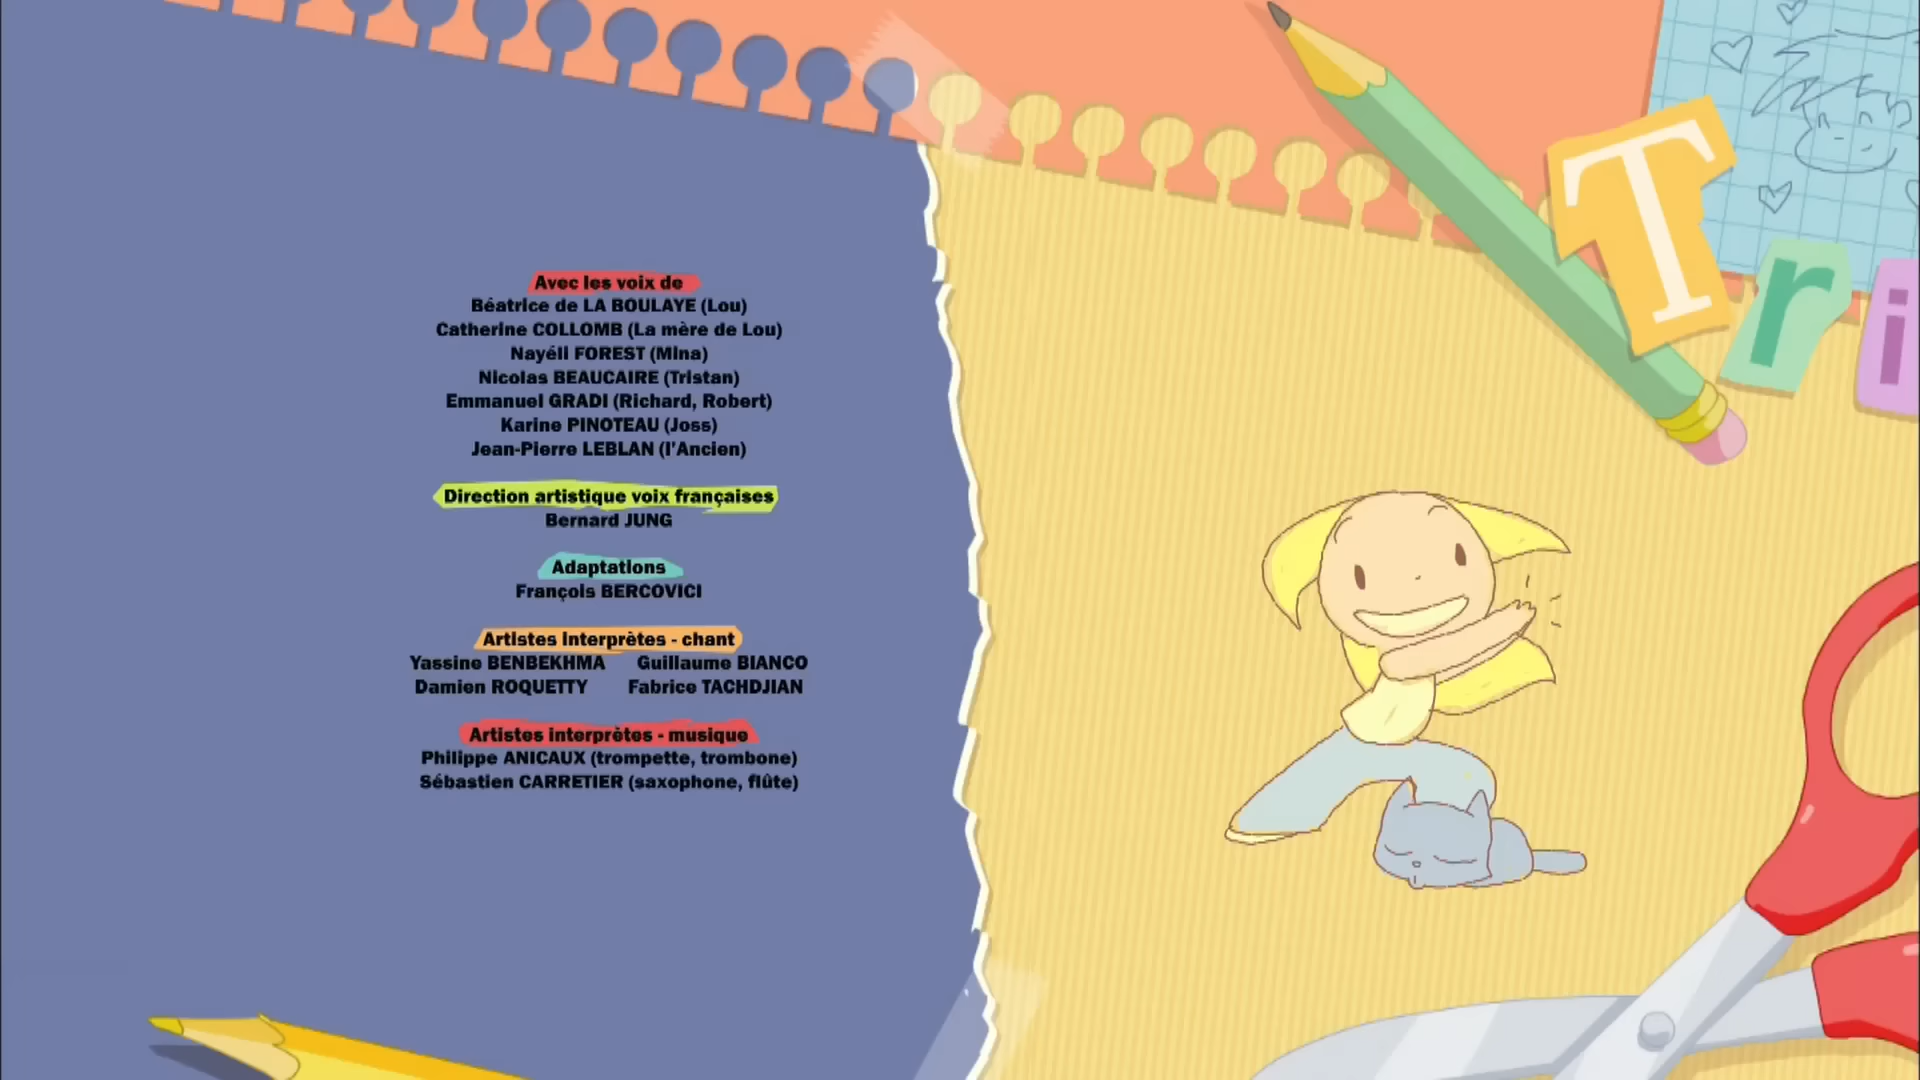 Avec les voix de
Béatrice de LA BOULAYE (Lou)
Catherine COLLOMB (La mère de Lou)
Nayéli FOREST (Mina)
Nicolas BEAUCAIRE (Tristan)
Emmanuel GRADI (Richard, Robert)
Karine PINOTEAU (Joss)
Jean-Pierre LEBLAN (l'Ancien)
Direction artistique voix françaises
Bernard JUNG
Adaptations
François BERCOVICI
Artistes interprètes - chant
Yassine BENBEKHMA Guillaume BIANCO
Damien ROQUETTY Fabrice TACHDJIAN
Artistes interprètes - musique
Philippe ANICAUX (trompette, trombone)
Sébastien CARRETIER (saxophone, flûte)
Tri